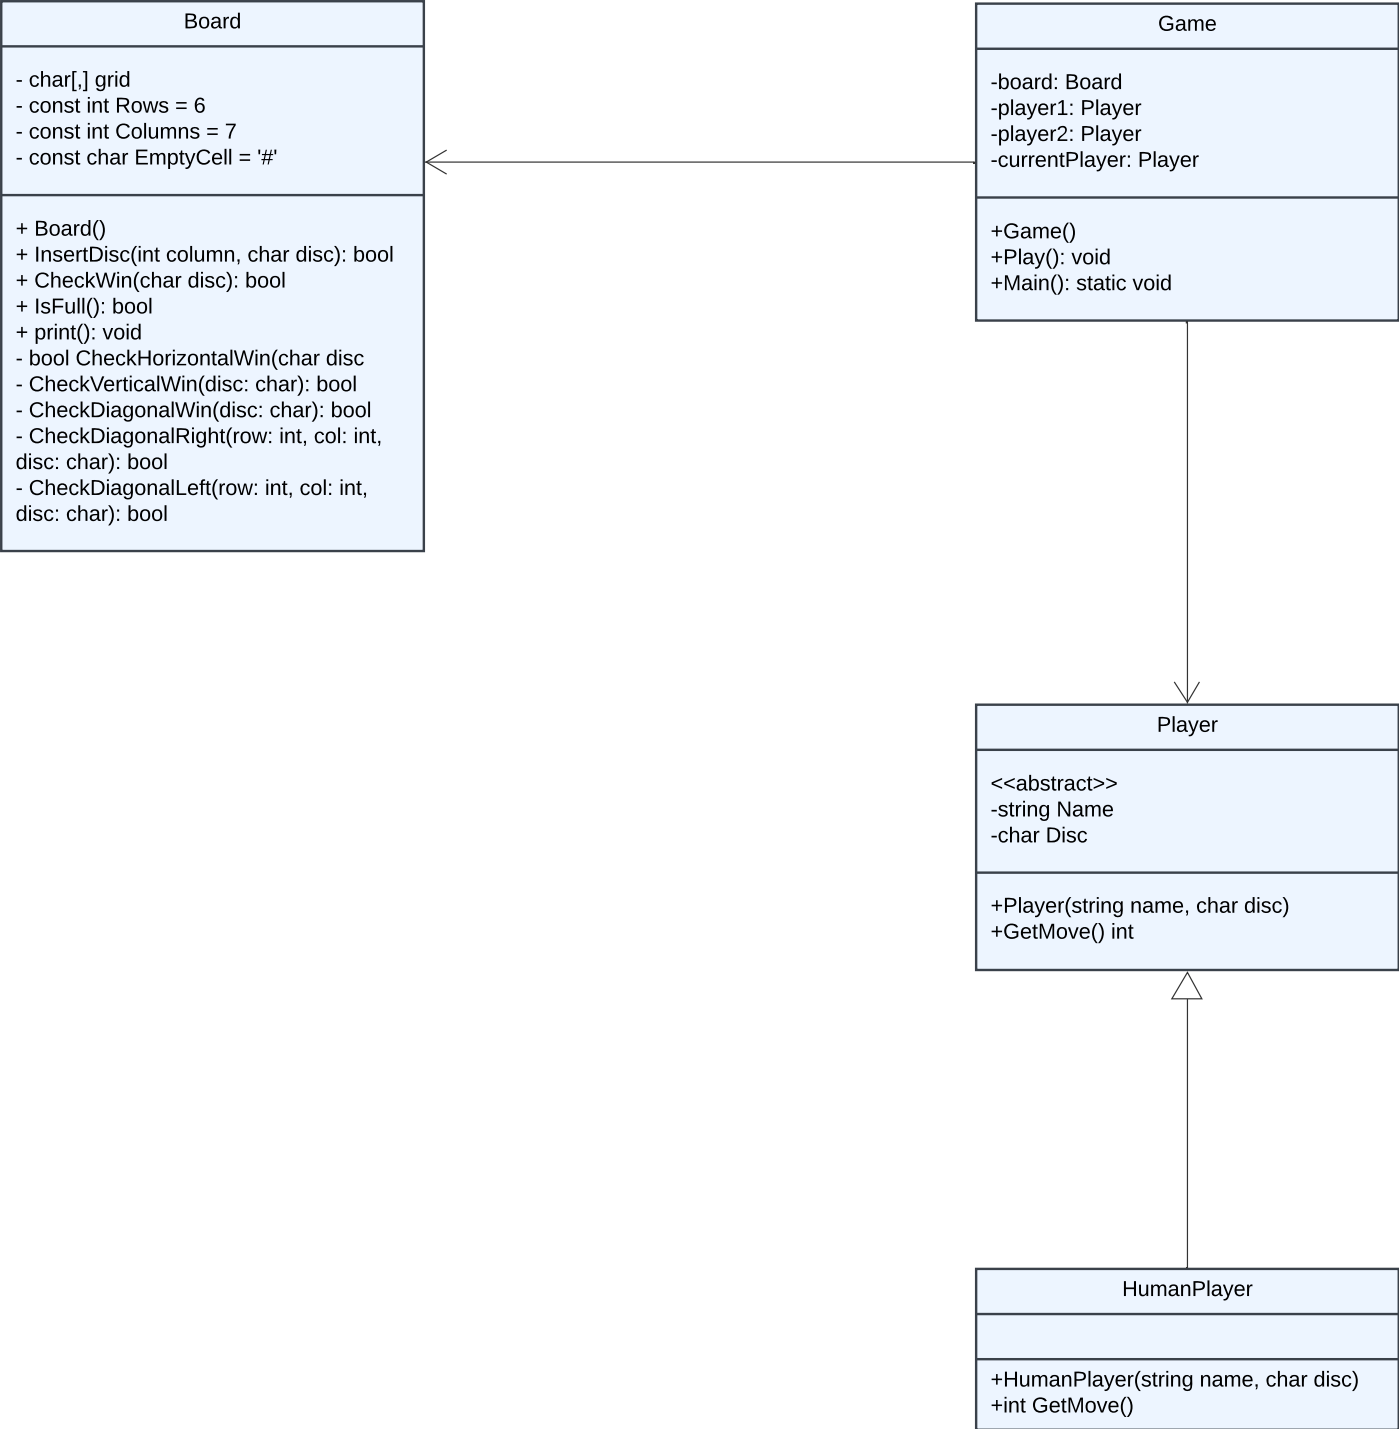 Board
- char[,] grid
- const int Rows = 6
- const int Columns = 7
- const char EmptyCell = '#'
+ Board()
+ InsertDisc(int column, char disc): bool
+ CheckWin(char disc): bool
+ IsFull(): bool
+ print(): void
- bool CheckHorizontalWin(char disc
- CheckVerticalWin(disc: char): bool
- CheckDiagonalWin(disc: char): bool
- CheckDiagonalRight(row: int, col: int,
disc: char): bool
- CheckDiagonalLeft(row: int, col: int,
disc: char): bool
Game
-board: Board
-player1: Player
-player2: Player
-currentPlayer: Player
+Game()
+Play(): void
+Main(): static void
Player
<<abstract>>
-string Name
-char Disc
+Player(string name, char disc)
+GetMove() int
HumanPlayer
+HumanPlayer(string name, char disc)
+int GetMove()